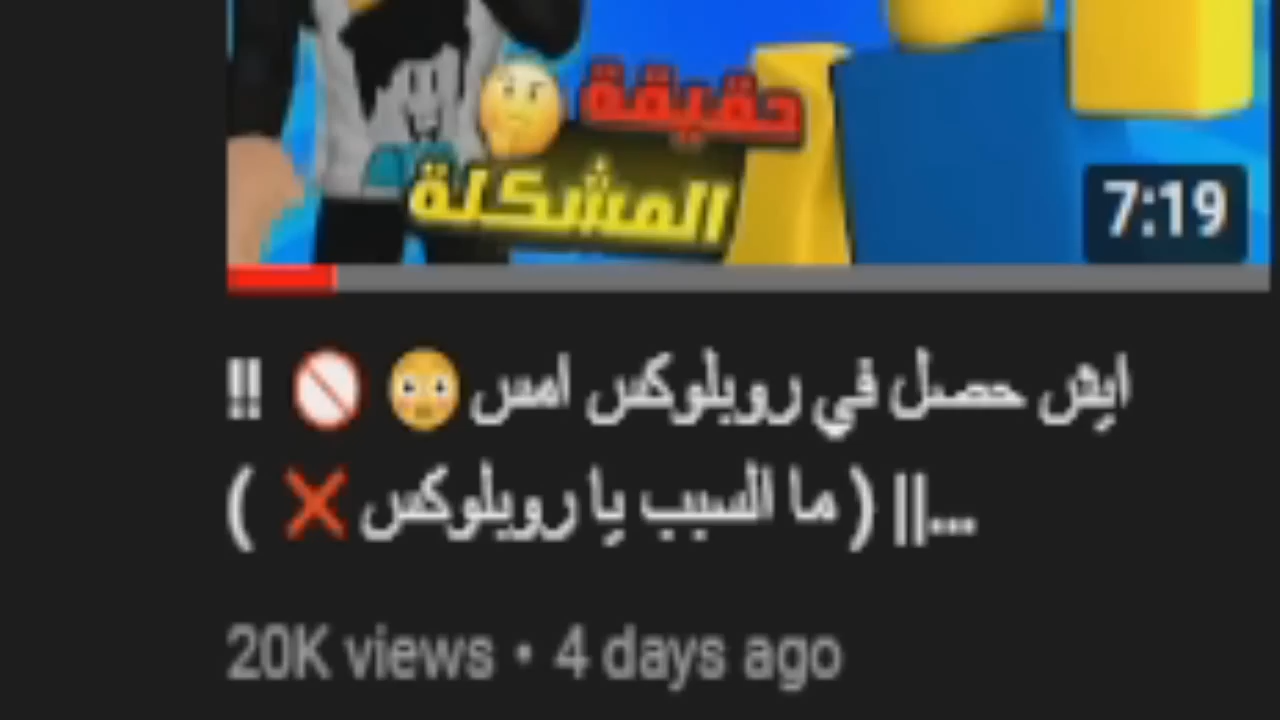 حقيقة
المشكلة
7:19
ايش حصل في روبلوكس امس 😳 🚫 !!
...|| ( ما السبب يا روبلوكس ❌ )
20K views • 4 days ago